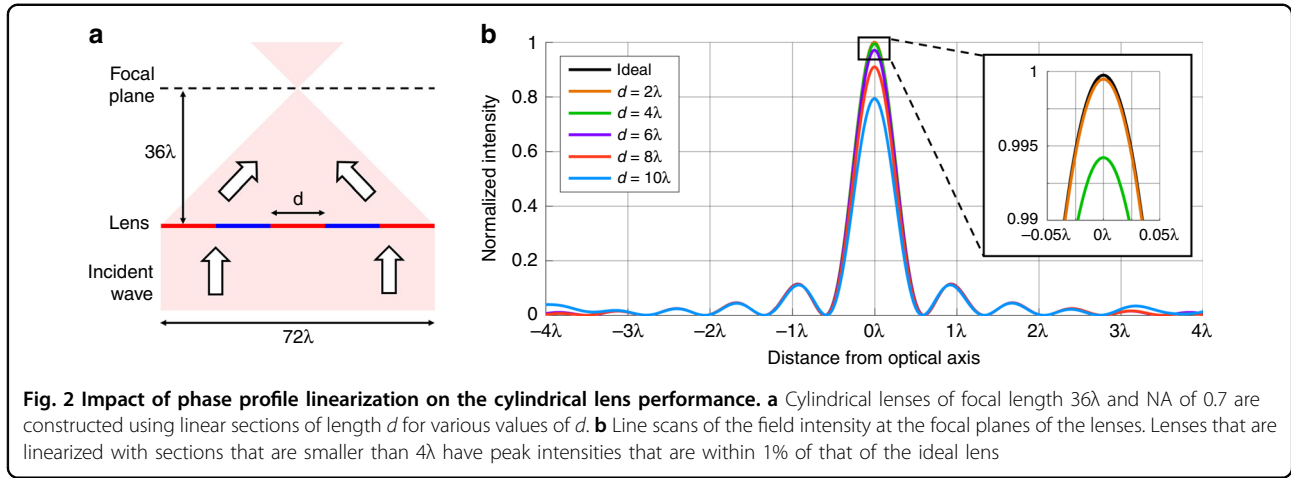 a
Focal
plane
36λ
d
Lens
Incident
wave
72λ
b
Normalized intensity
1
0.8
0.6
0.4
0.2
0
Ideal
d = 2λ
d = 4λ
d = 6λ
d = 8λ
d = 10λ
1
0.995
0.99
−0.05λ 0λ 0.05λ
−4λ −3λ −2λ −1λ 0λ 1λ 2λ 3λ 4λ
Distance from optical axis
Fig. 2 Impact of phase profile linearization on the cylindrical lens performance. a Cylindrical lenses of focal length 36λ and NA of 0.7 are
constructed using linear sections of length d for various values of d. b Line scans of the field intensity at the focal planes of the lenses. Lenses that are
linearized with sections that are smaller than 4λ have peak intensities that are within 1% of that of the ideal lens